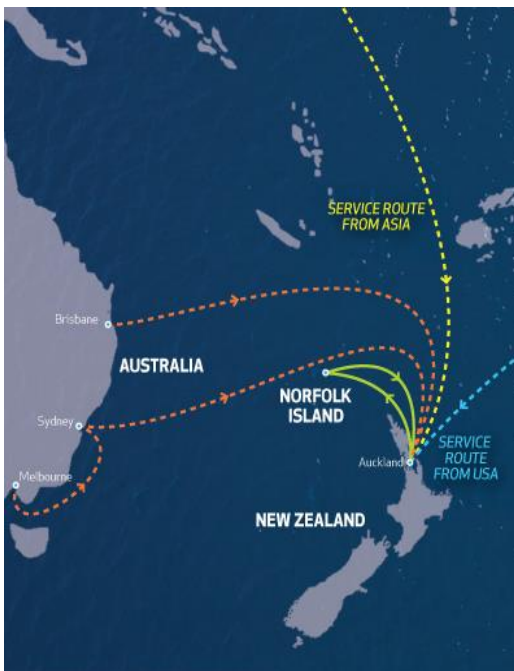 SERVICE ROUTE
FROM ASIA
Brisbane
AUSTRALIA
NORFOLK
ISLAND
Sydney
SERVICE
ROUTE
FROM USA
Auckland
Melbourne
NEW ZEALAND